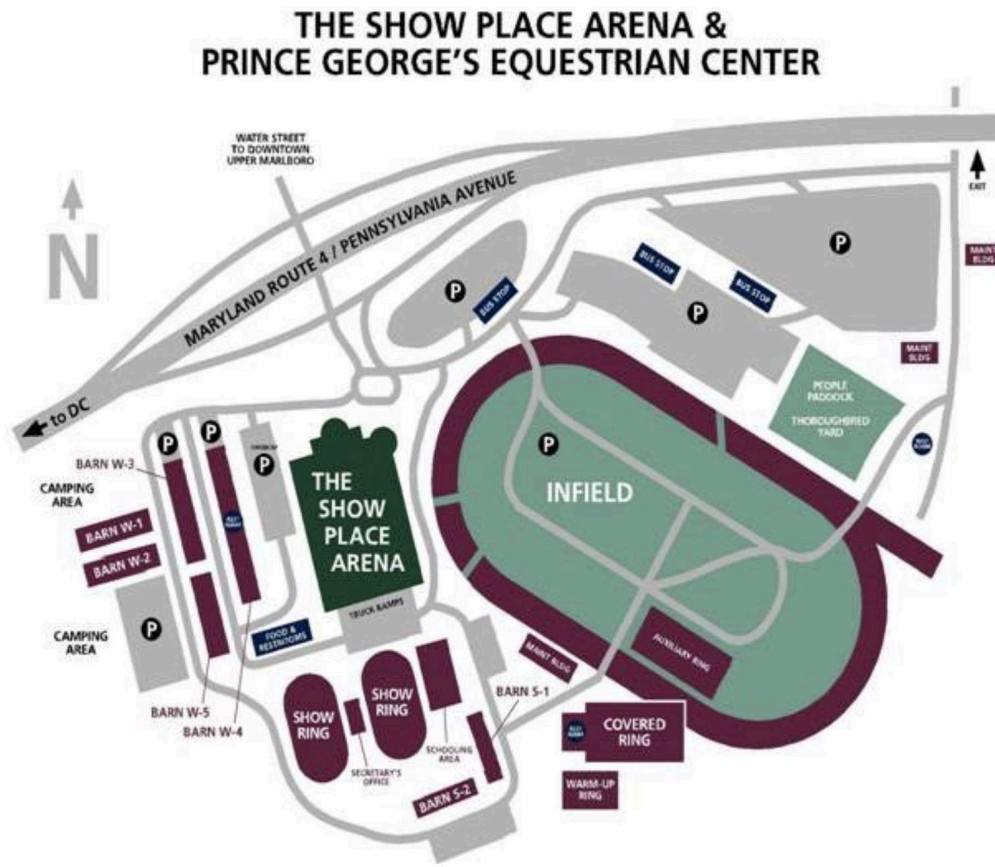 THE SHOW PLACE ARENA &
PRINCE GEORGE'S EQUESTRIAN CENTER
WATER STREET
TO DOWNTOWN
UPPER MARLBORO
MARYLAND ROUTE 4 / PENNSYLVANIA AVENUE
EXIT
N
P
MAINT
BLDG
BUS STOP
BUS STOP
P
BUS STOP
P
MAINT
BLDG
PEOPLE
PADDOCK
THOROUGHBRED
YARD
to DC
P
P
P
P
BARN W-3
CAMPING
AREA
THE
SHOW
PLACE
ARENA
INFIELD
BARN W-1
BARN W-2
TRUCK RAMPS
P
CAMPING
AREA
FOOD &
RESTROOMS
MAINT BLDG
AUXILIARY RING
BARN W-5
BARN W-4
SHOW
RING
SHOW
RING
BARN S-1
SCHOOLING
AREA
SECRETARY'S
OFFICE
COVERED
RING
BARN S-2
WARM-UP
RING